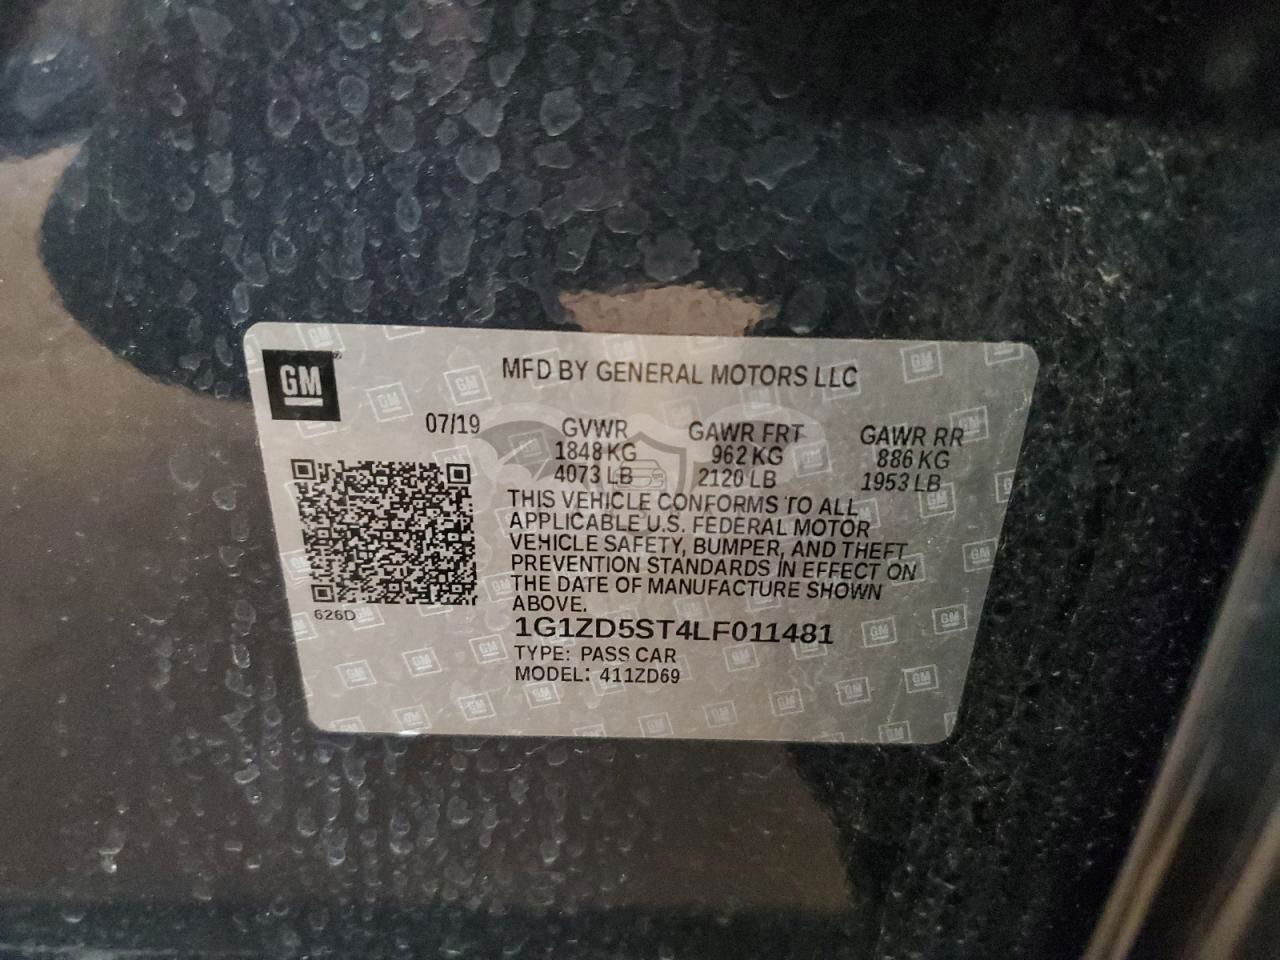 GM
MFD BY GENERAL MOTORS LLC
07/19 GVWR GAWR FRT GAWR RR
1848 KG 962 KG 886 KG
4073 LB 2120 LB 1953 LB
THIS VEHICLE CONFORMS TO ALL
APPLICABLE U.S. FEDERAL MOTOR
VEHICLE SAFETY, BUMPER, AND THEFT
PREVENTION STANDARDS IN EFFECT ON
THE DATE OF MANUFACTURE SHOWN
ABOVE.
626D
1G1ZD5ST4LF011481
TYPE: PASS CAR
MODEL: 411ZD69